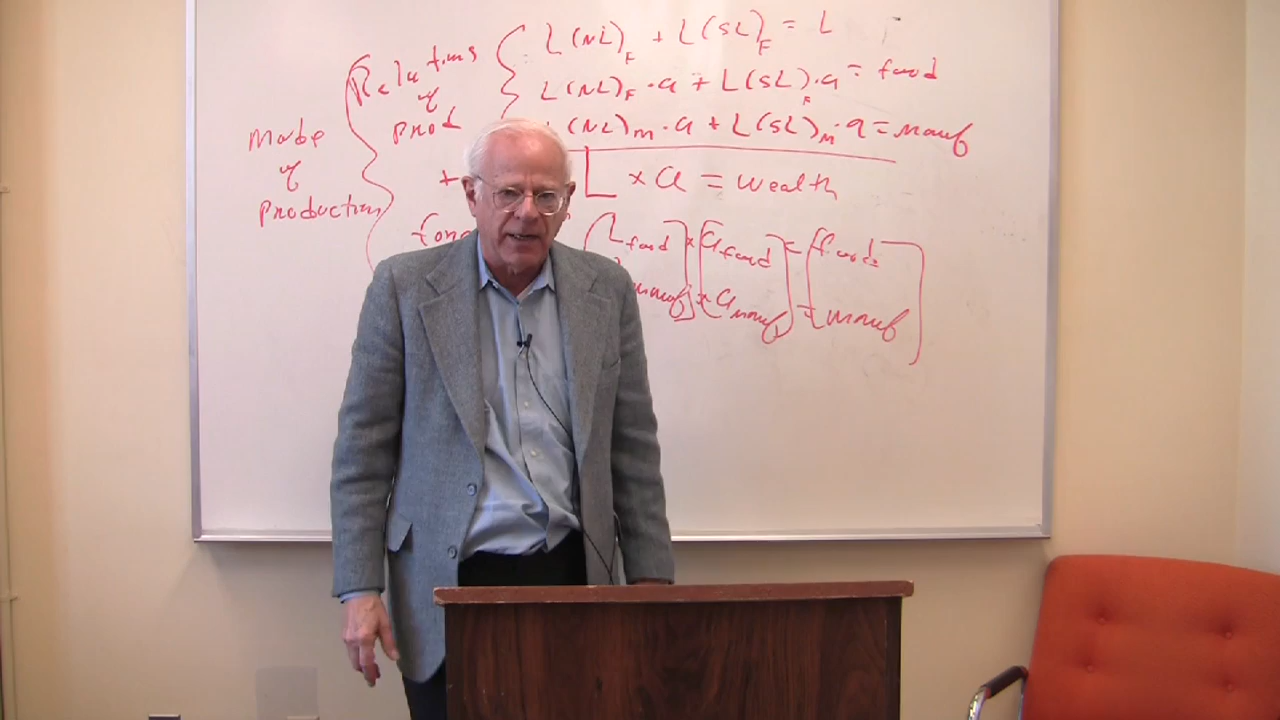 L(NL)F + L(SL)F = L
Relations
of
prod
L(NL)F · a + L(SL)F · a = food
(NL)m · a + L(SL)m · a = manuf
mode
of
production
+ L × a = wealth
Lfood × afood = food
manuf × amanuf = manuf